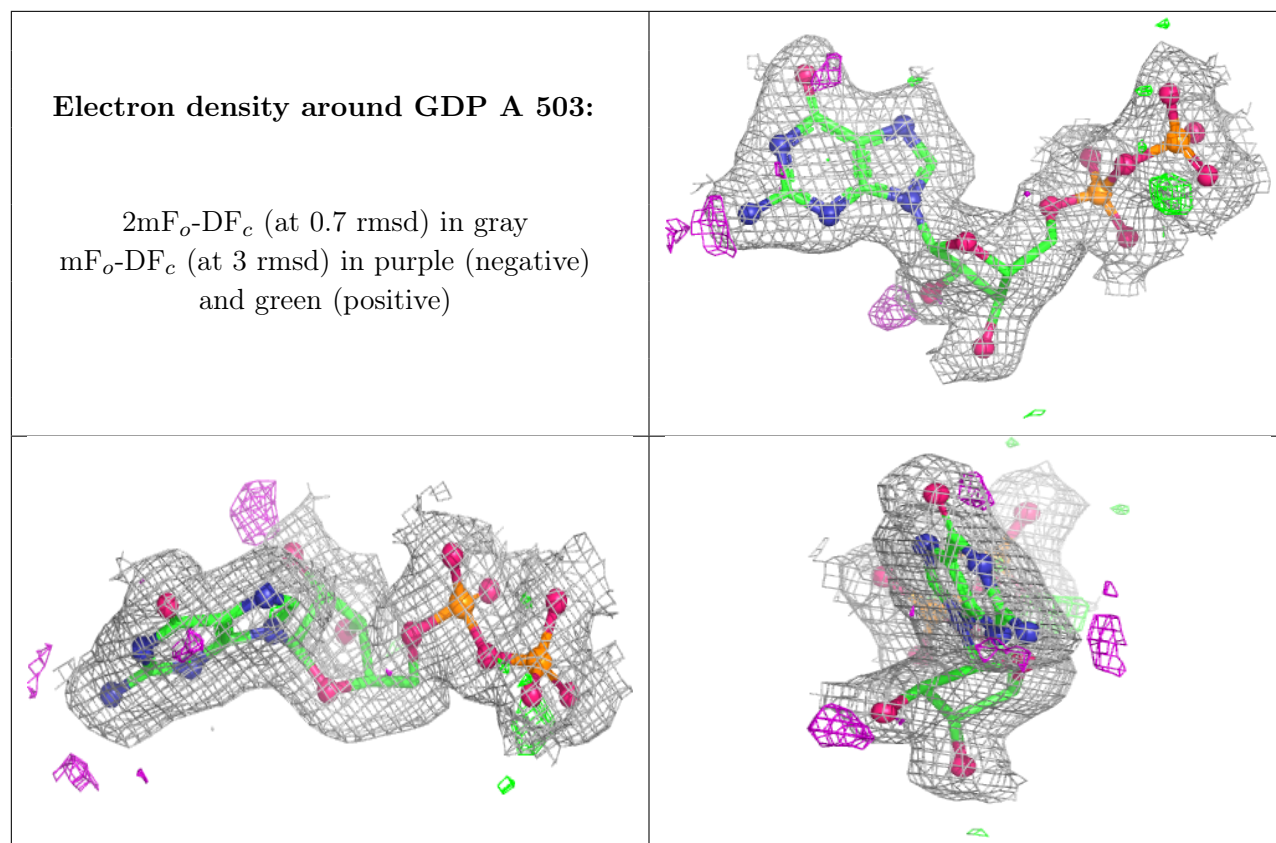 Electron density around GDP A 503:
2mFo-DFc (at 0.7 rmsd) in gray
mFo-DFc (at 3 rmsd) in purple (negative)
and green (positive)